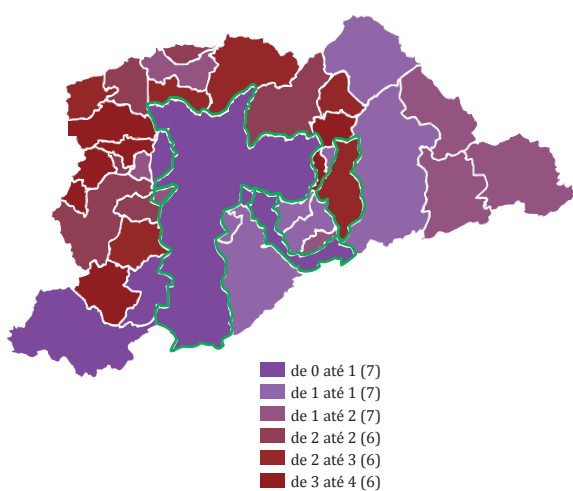 de 0 até 1 (7)
de 1 até 1 (7)
de 1 até 2 (7)
de 2 até 2 (6)
de 2 até 3 (6)
de 3 até 4 (6)